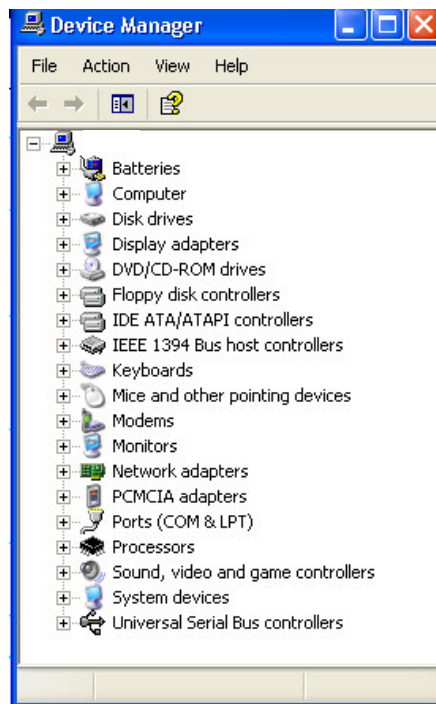 Device Manager
File Action View Help
Batteries
Computer
Disk drives
Display adapters
DVD/CD-ROM drives
Floppy disk controllers
IDE ATA/ATAPI controllers
IEEE 1394 Bus host controllers
Keyboards
Mice and other pointing devices
Modems
Monitors
Network adapters
PCMCIA adapters
Ports (COM & LPT)
Processors
Sound, video and game controllers
System devices
Universal Serial Bus controllers